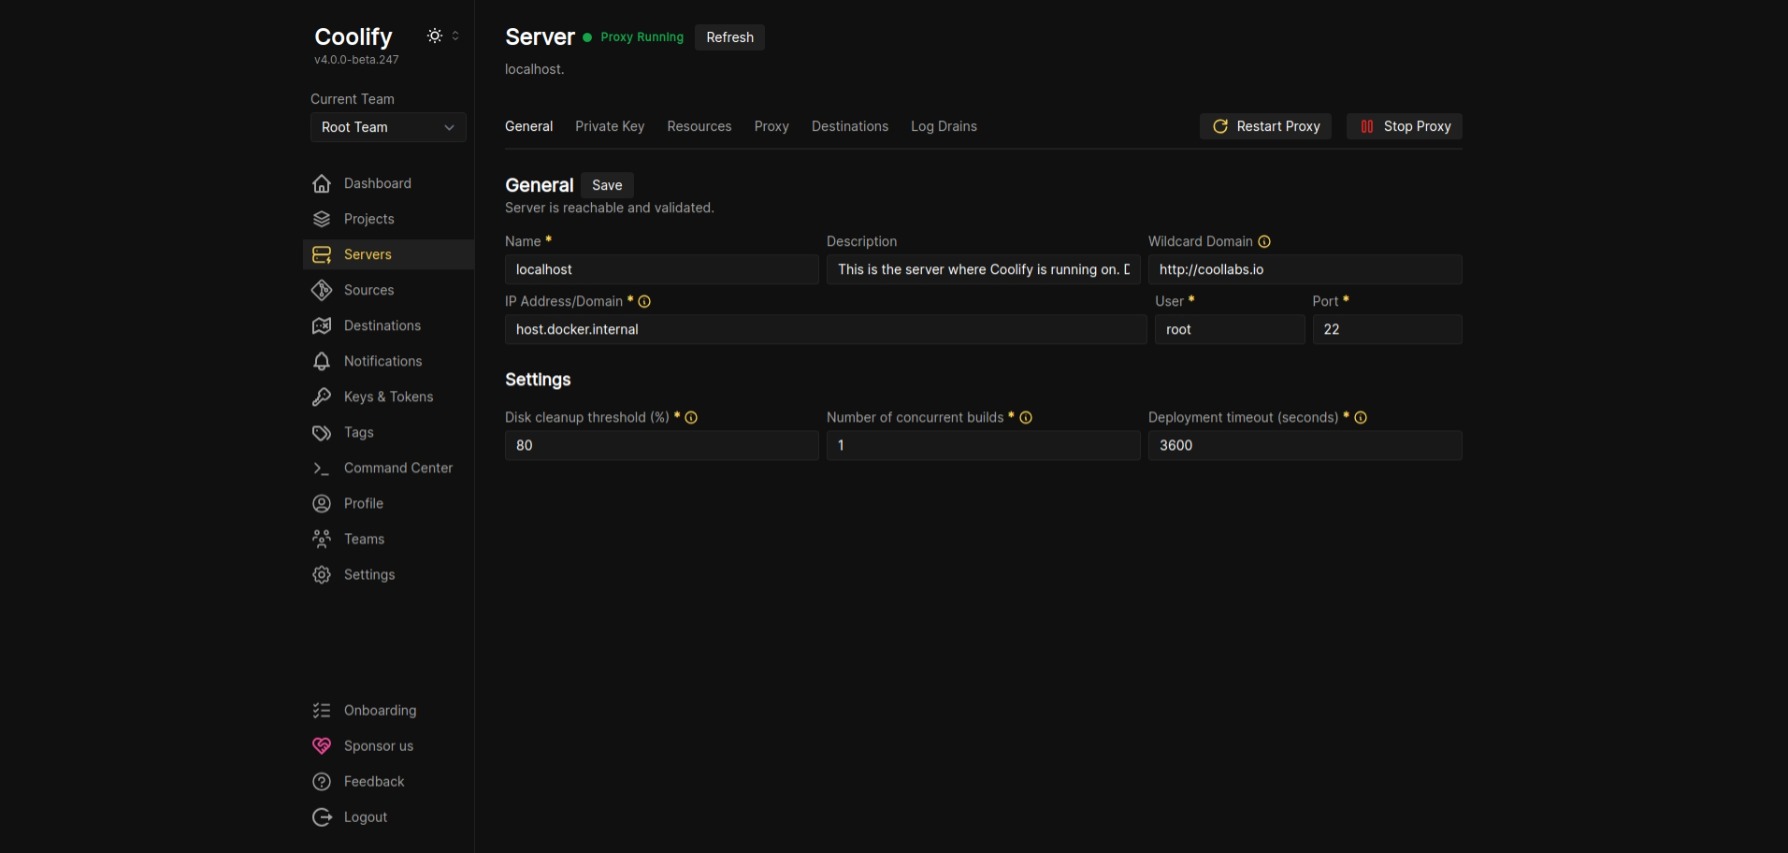 Coolify
v4.0.0-beta.247
Current Team
Root Team
Dashboard
Projects
Servers
Sources
Destinations
Notifications
Keys & Tokens
Tags
Command Center
Profile
Teams
Settings
Onboarding
Sponsor us
Feedback
Logout
Server Proxy Running Refresh
localhost.
General Private Key Resources Proxy Destinations Log Drains Restart Proxy Stop Proxy
General Save
Server is reachable and validated.
Name * Description Wildcard Domain
localhost This is the server where Coolify is running on. D http://coollabs.io
IP Address/Domain * User * Port *
host.docker.internal root 22
Settings
Disk cleanup threshold (%) * Number of concurrent builds * Deployment timeout (seconds) *
80 1 3600